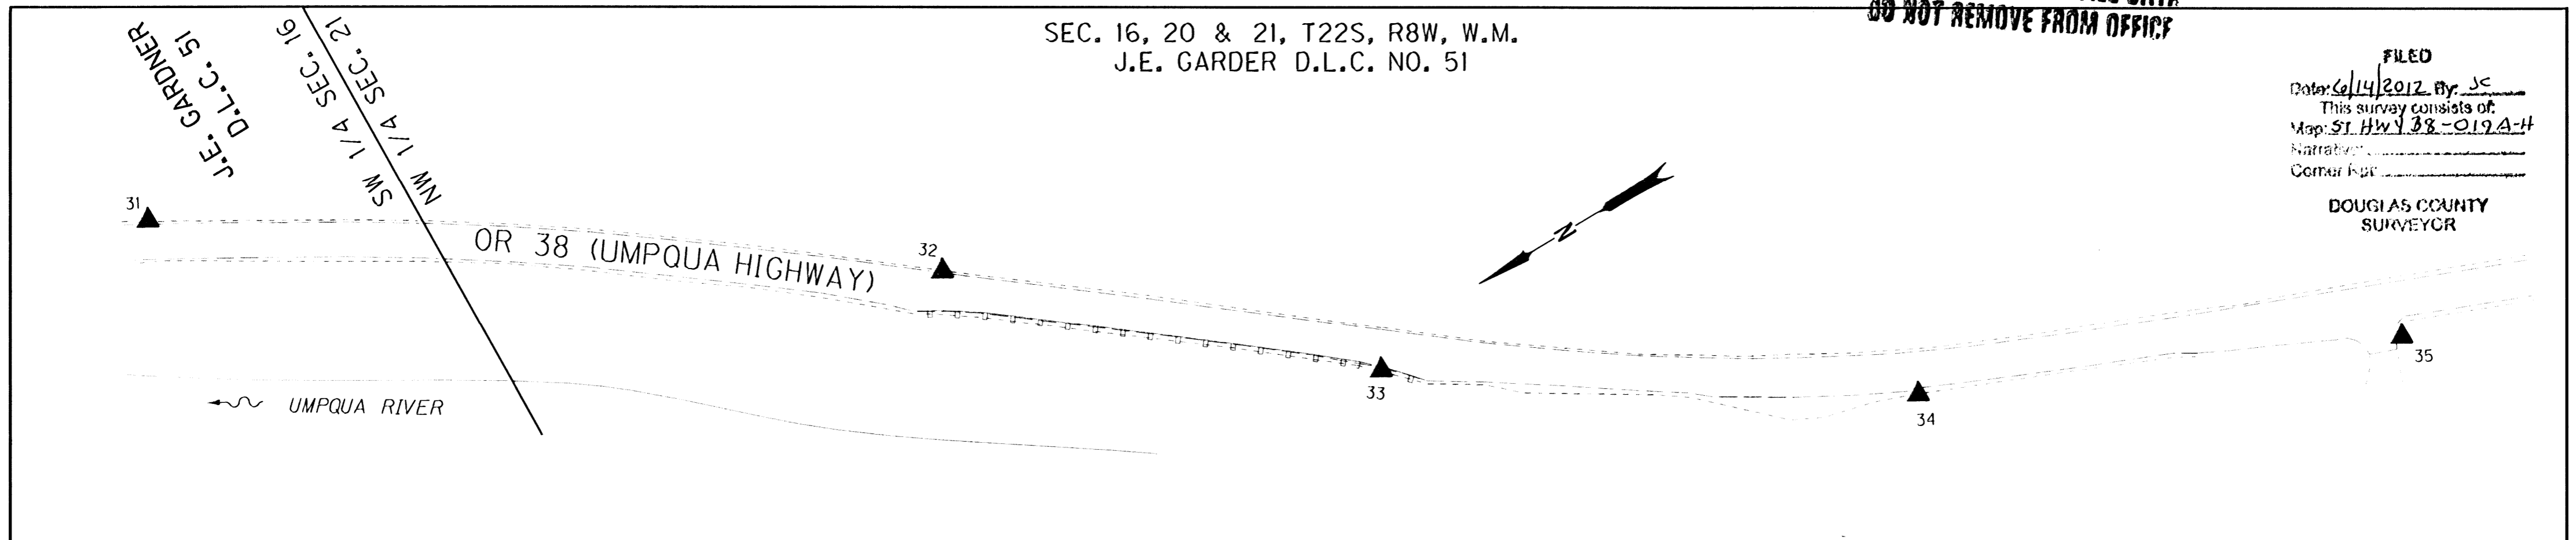 DO NOT REMOVE FROM OFFICE
SEC. 16, 20 & 21, T22S, R8W, W.M.
J.E. GARDER D.L.C. NO. 51
FILED
Date: 6/14/2012 By: JC
This survey consists of:
Map: ST HWY 38-019A-H
Narrative:
Corner Rpt:
DOUGLAS COUNTY
SURVEYOR
J.E. GARDNER
D.L.C. 51
SW 1/4 SEC. 16
NW 1/4 SEC. 21
31
OR 38 (UMPQUA HIGHWAY)
32
N
33
34
35
UMPQUA RIVER